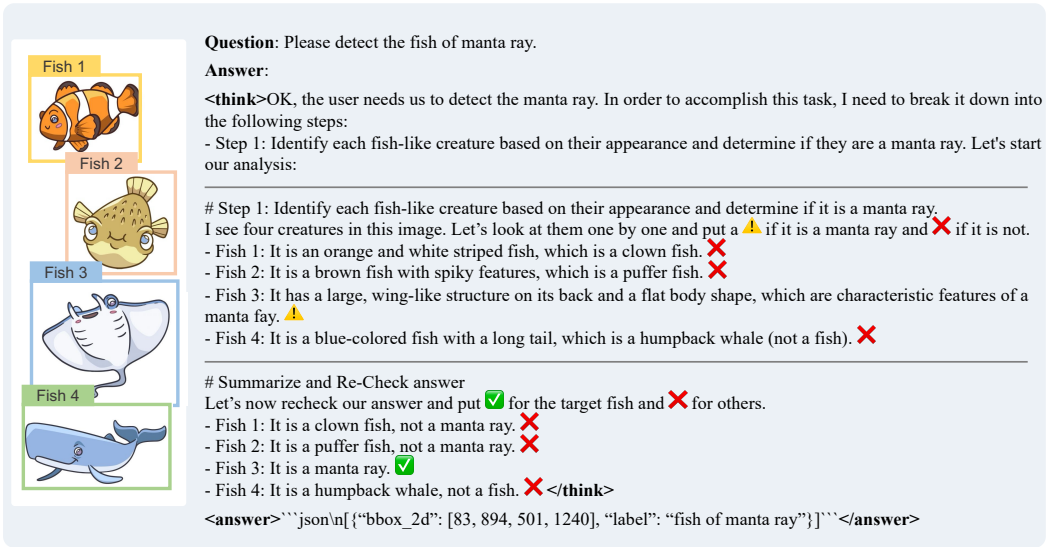 Fish 1
Fish 2
Fish 3
Fish 4
Question: Please detect the fish of manta ray.
Answer:
<think>OK, the user needs us to detect the manta ray. In order to accomplish this task, I need to break it down into
the following steps:
- Step 1: Identify each fish-like creature based on their appearance and determine if they are a manta ray. Let's start
our analysis:
# Step 1: Identify each fish-like creature based on their appearance and determine if it is a manta ray.
I see four creatures in this image. Let’s look at them one by one and put a ⚠️ if it is a manta ray and ❌ if it is not.
- Fish 1: It is an orange and white striped fish, which is a clown fish. ❌
- Fish 2: It is a brown fish with spiky features, which is a puffer fish. ❌
- Fish 3: It has a large, wing-like structure on its back and a flat body shape, which are characteristic features of a
manta fay. ⚠️
- Fish 4: It is a blue-colored fish with a long tail, which is a humpback whale (not a fish). ❌
# Summarize and Re-Check answer
Let’s now recheck our answer and put ✅ for the target fish and ❌ for others.
- Fish 1: It is a clown fish, not a manta ray. ❌
- Fish 2: It is a puffer fish, not a manta ray. ❌
- Fish 3: It is a manta ray. ✅
- Fish 4: It is a humpback whale, not a fish. ❌ </think>
<answer>```json\n[{“bbox_2d”: [83, 894, 501, 1240], “label”: “fish of manta ray”}]```</answer>